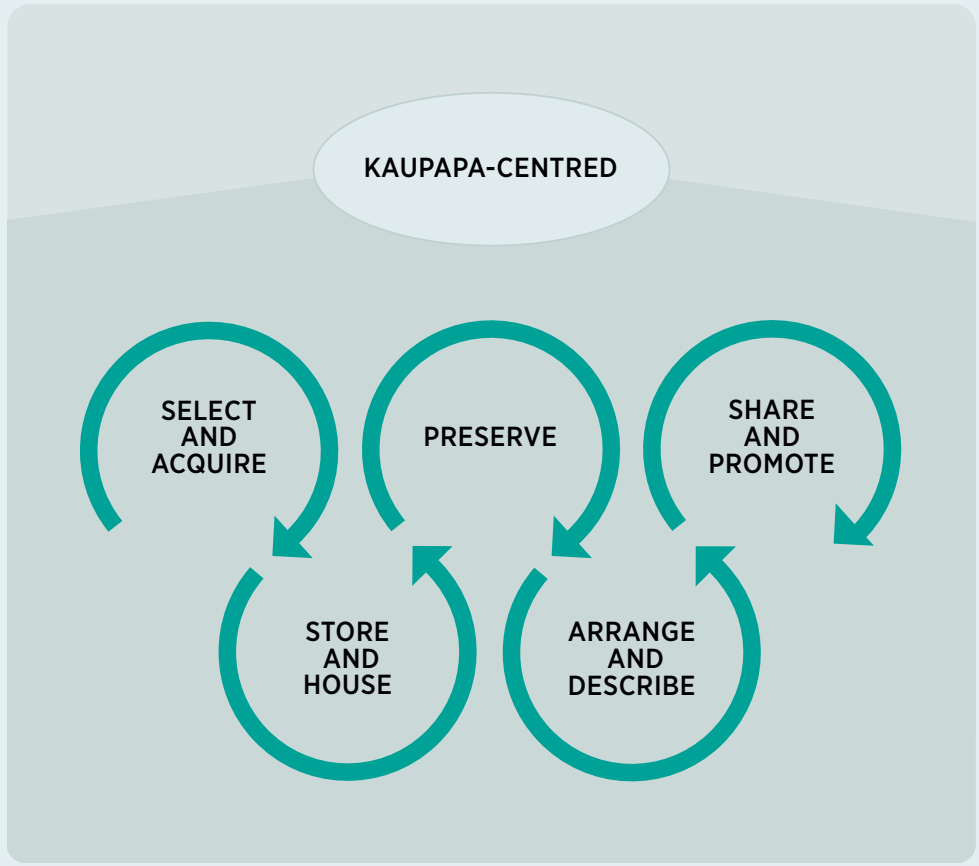 KAUPAPA-CENTRED
SELECT
AND
ACQUIRE
STORE
AND
HOUSE
PRESERVE
ARRANGE
AND
DESCRIBE
SHARE
AND
PROMOTE